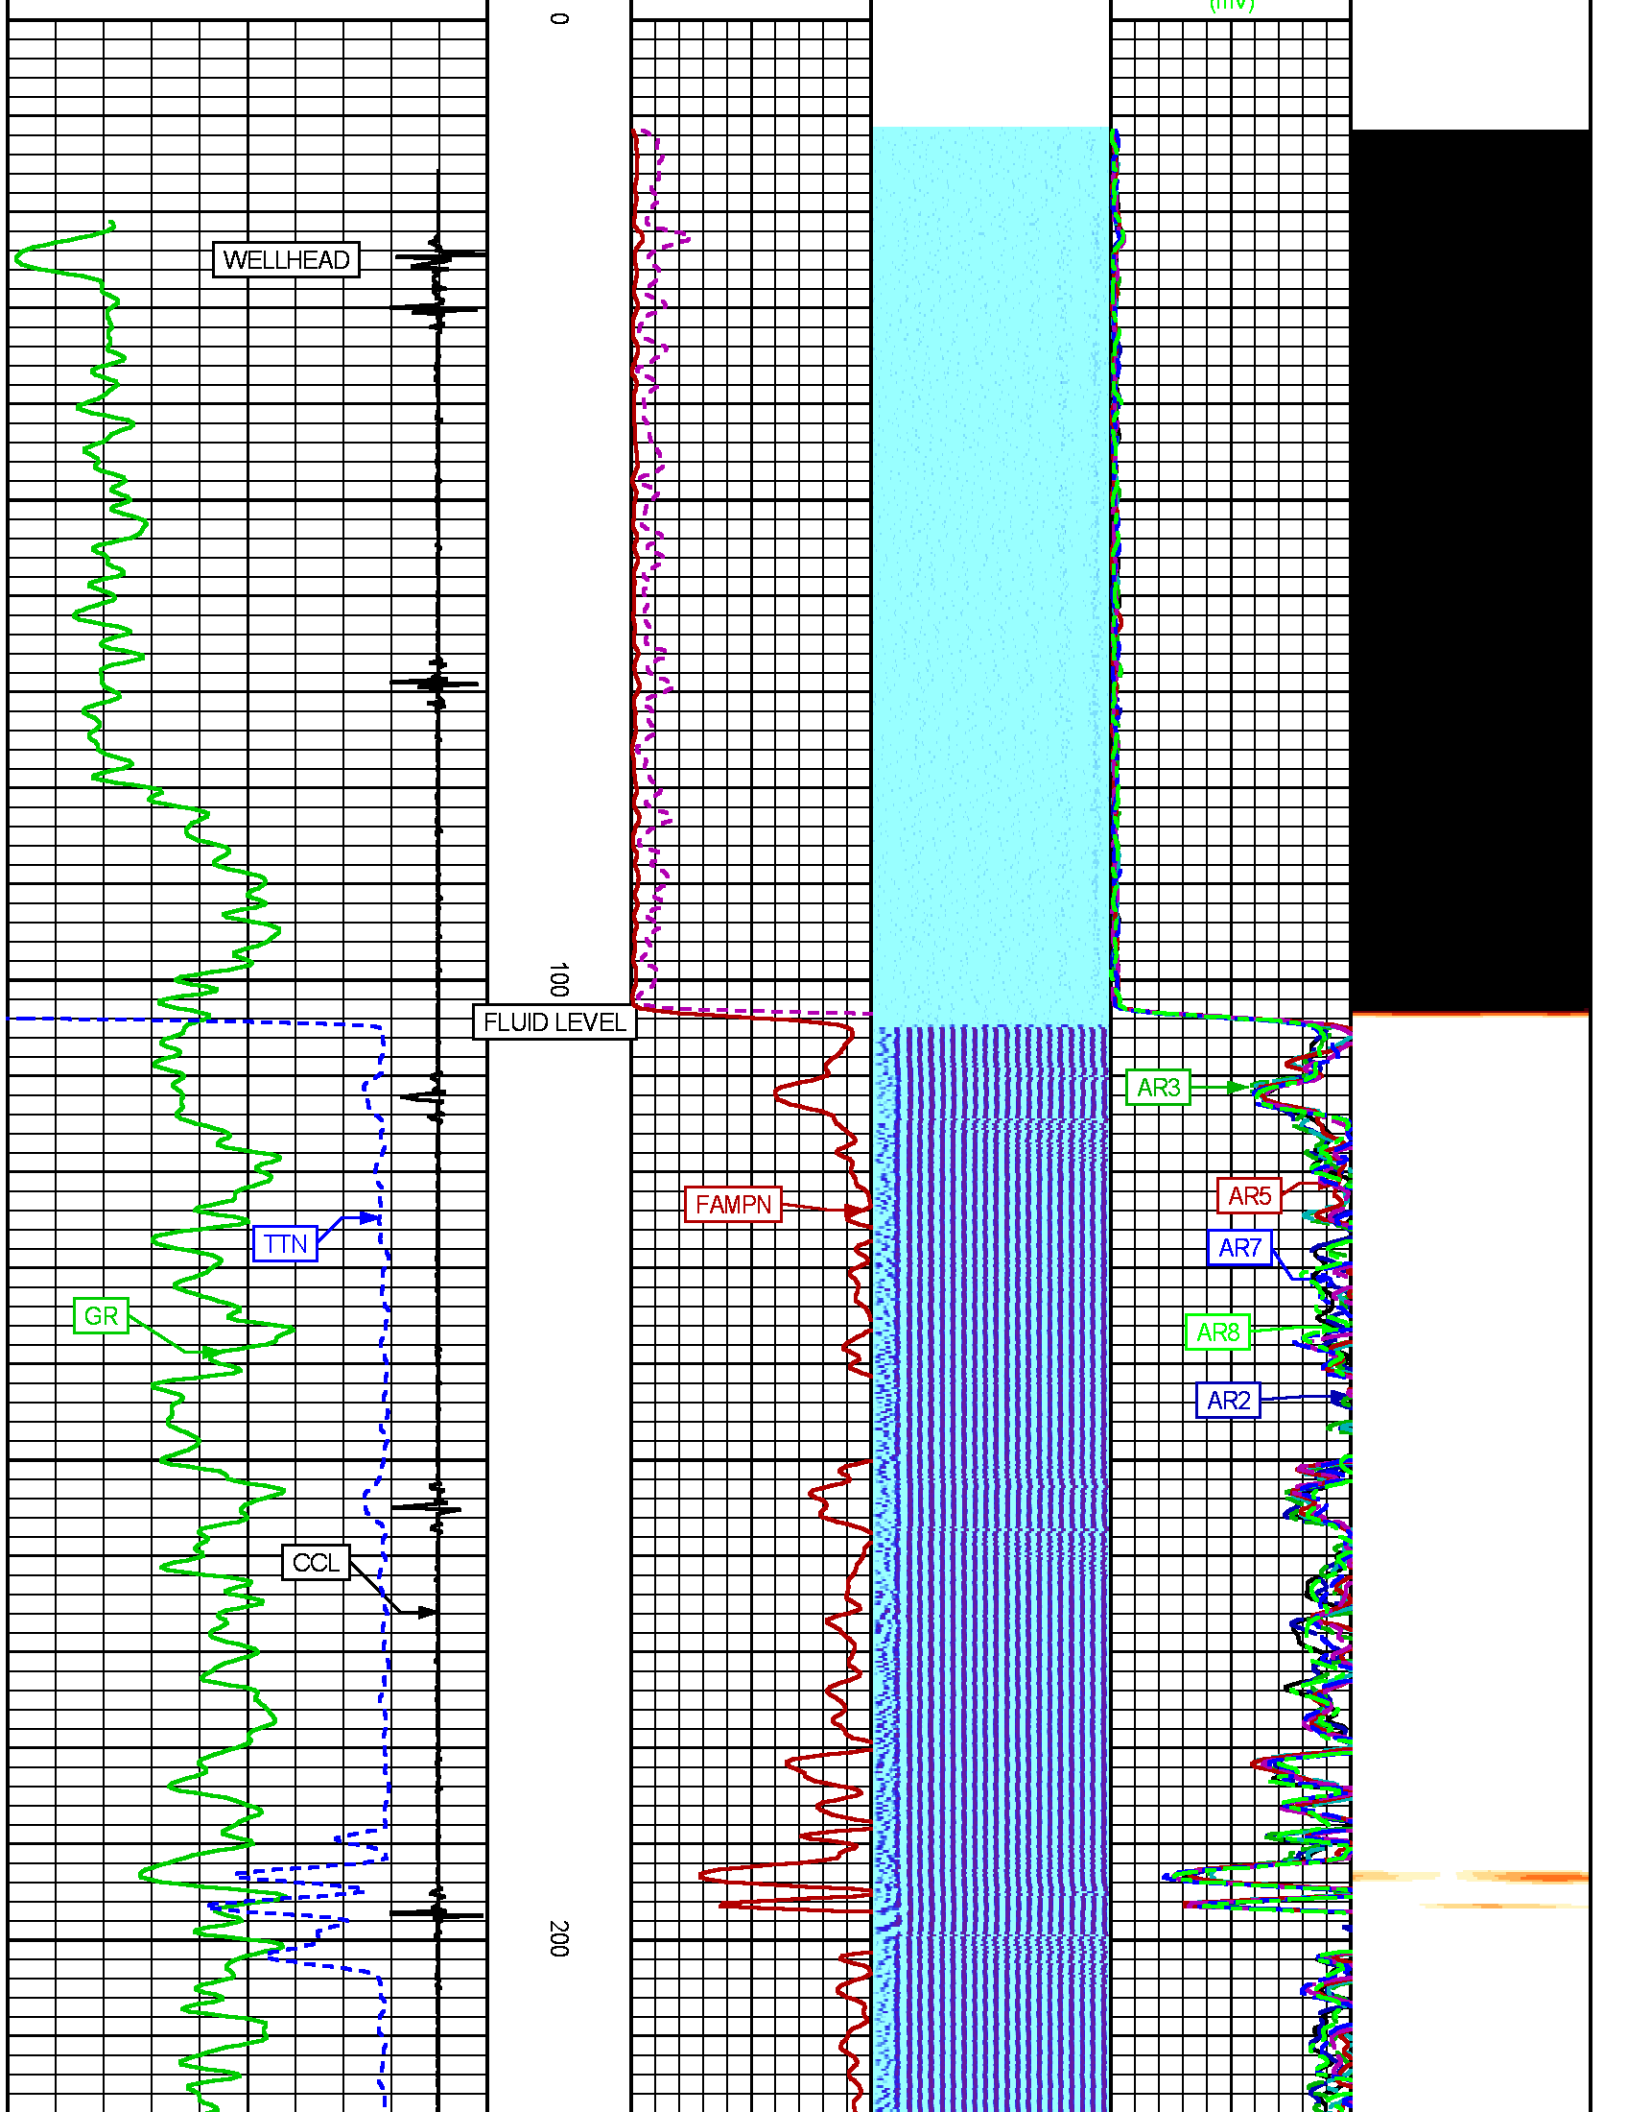 (mV)
0
WELLHEAD
100
FLUID LEVEL
AR3
AR5
FAMPN
TTN
AR7
GR
AR8
AR2
CCL
200